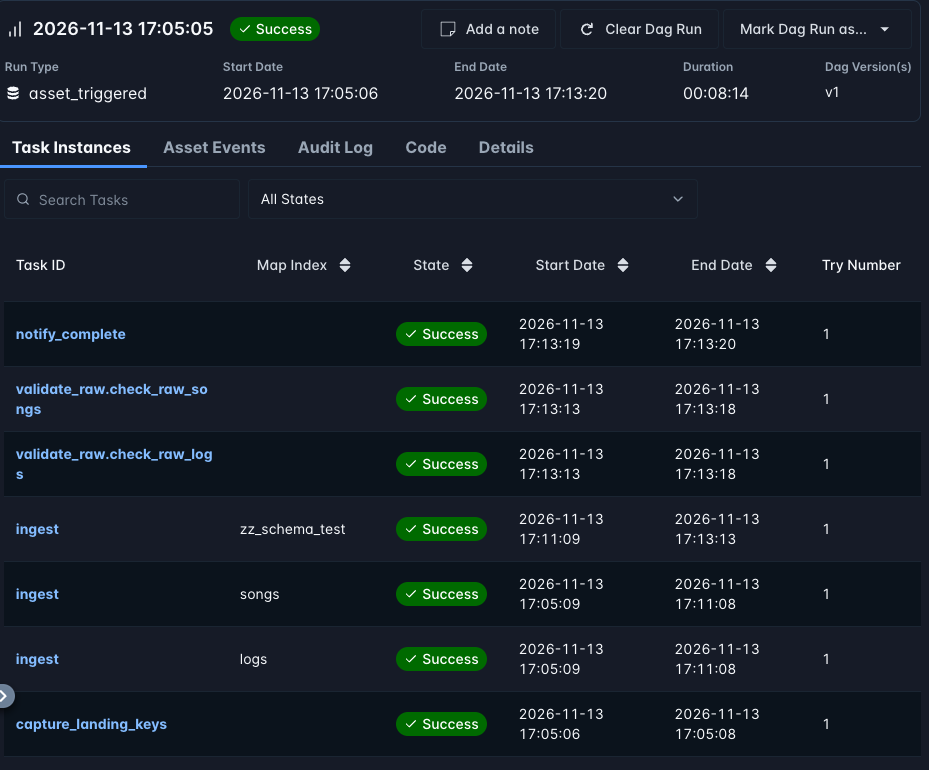 2026-11-13 17:05:05 Success Add a note Clear Dag Run Mark Dag Run as...
Run Type Start Date End Date Duration Dag Version(s)
asset_triggered 2026-11-13 17:05:06 2026-11-13 17:13:20 00:08:14 v1
Task Instances Asset Events Audit Log Code Details
Search Tasks All States
Task ID Map Index State Start Date End Date Try Number
notify_complete Success 2026-11-13 17:13:19 2026-11-13 17:13:20 1
validate_raw.check_raw_so
ngs Success 2026-11-13 17:13:13 2026-11-13 17:13:18 1
validate_raw.check_raw_log
s Success 2026-11-13 17:13:13 2026-11-13 17:13:18 1
ingest zz_schema_test Success 2026-11-13 17:11:09 2026-11-13 17:13:13 1
ingest songs Success 2026-11-13 17:05:09 2026-11-13 17:11:08 1
ingest logs Success 2026-11-13 17:05:09 2026-11-13 17:11:08 1
capture_landing_keys Success 2026-11-13 17:05:06 2026-11-13 17:05:08 1